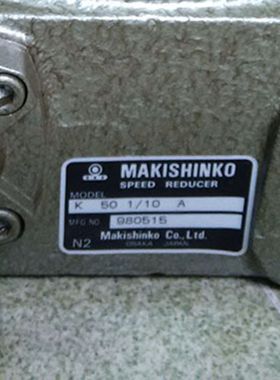 MAKISHINKO
SPEED REDUCER
MODEL
K 50 1/10 A
MFG NO 980515
N2 Makishinko Co., Ltd.
OSAKA JAPAN